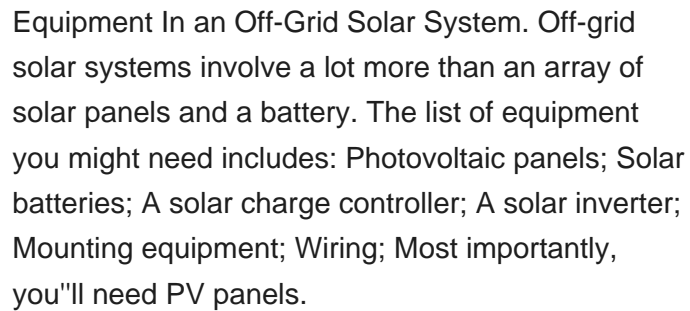 Equipment In an Off-Grid Solar System. Off-grid
solar systems involve a lot more than an array of
solar panels and a battery. The list of equipment
you might need includes: Photovoltaic panels; Solar
batteries; A solar charge controller; A solar inverter;
Mounting equipment; Wiring; Most importantly,
you"ll need PV panels.